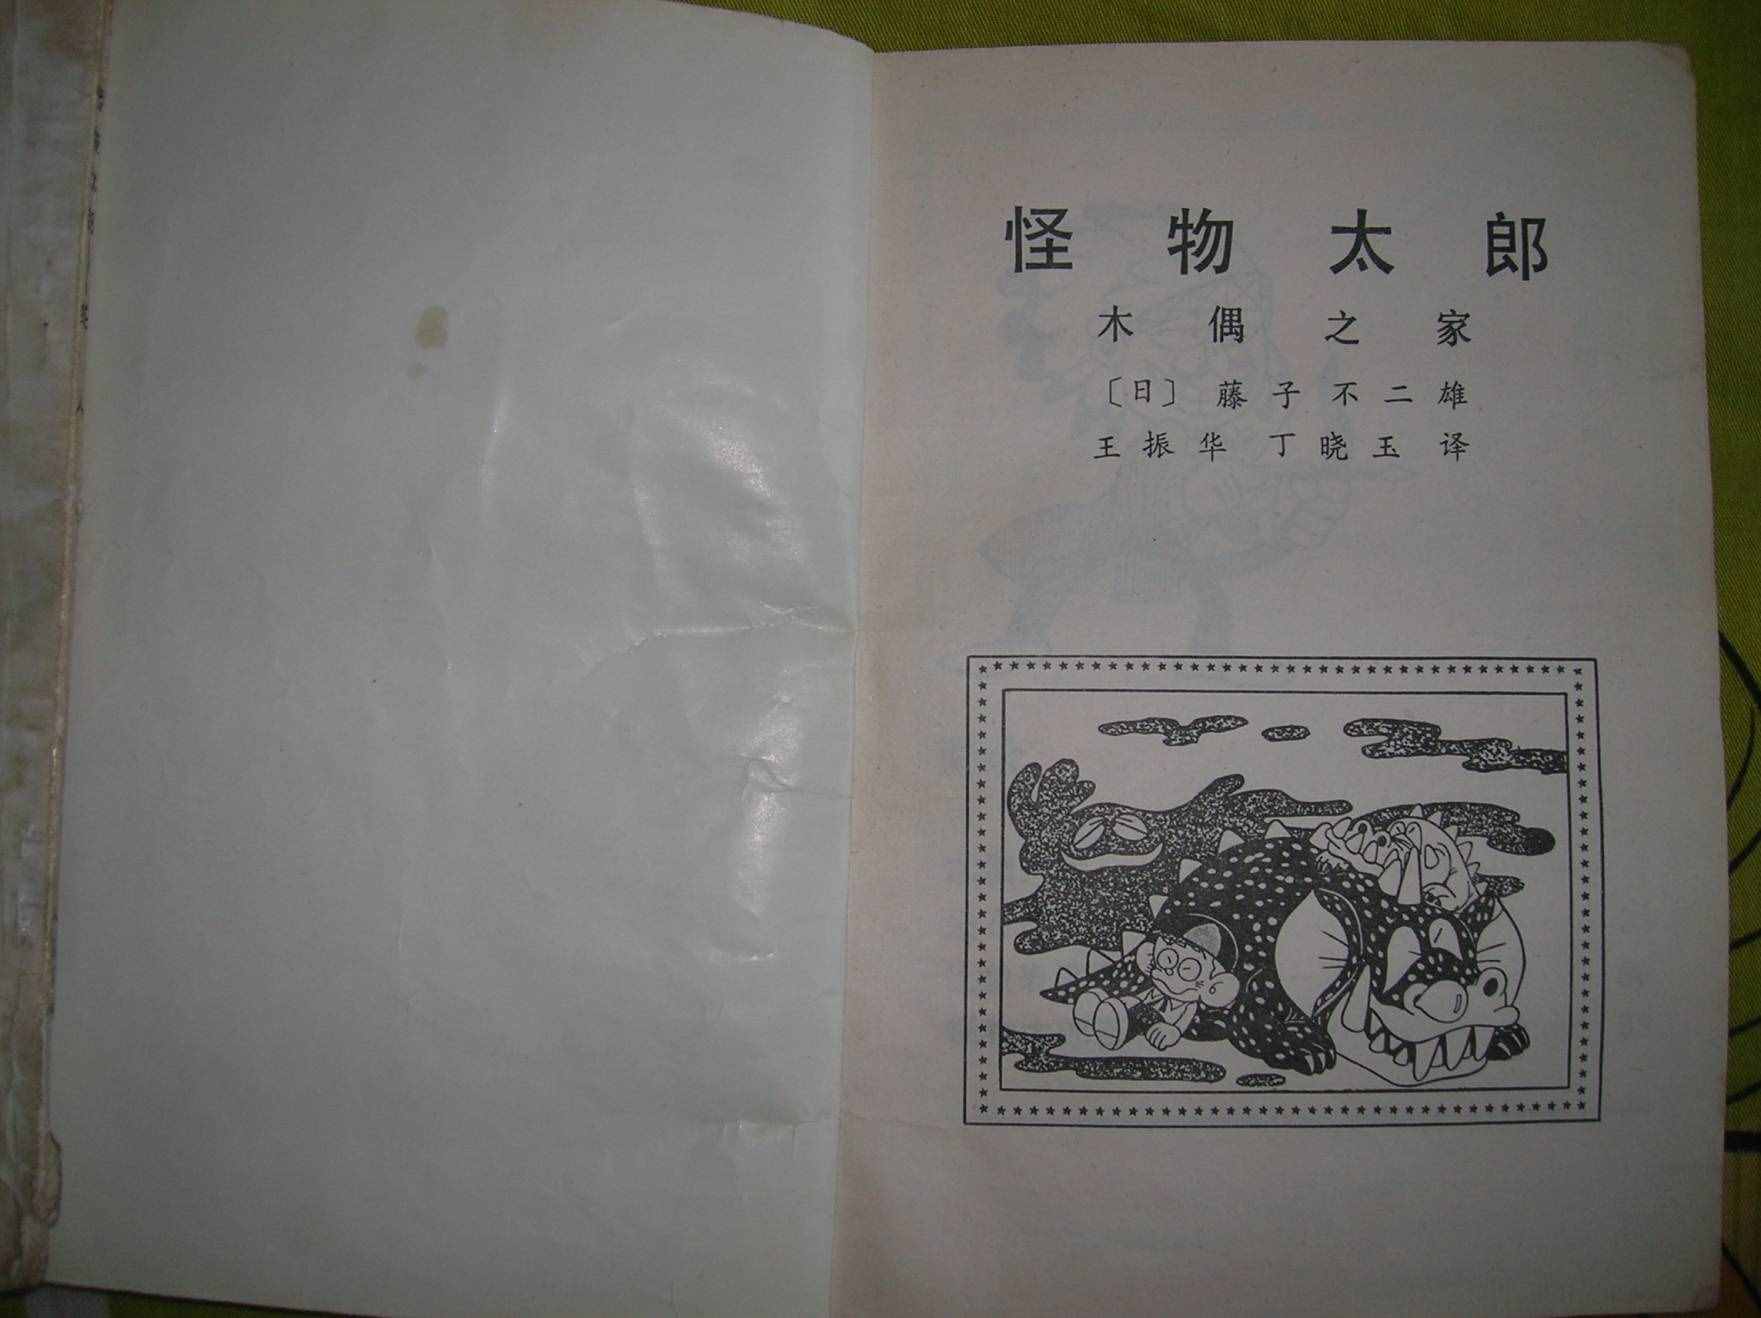 怪物太郎
木偶之家
〔日〕藤子不二雄
王振华 丁晓玉 译